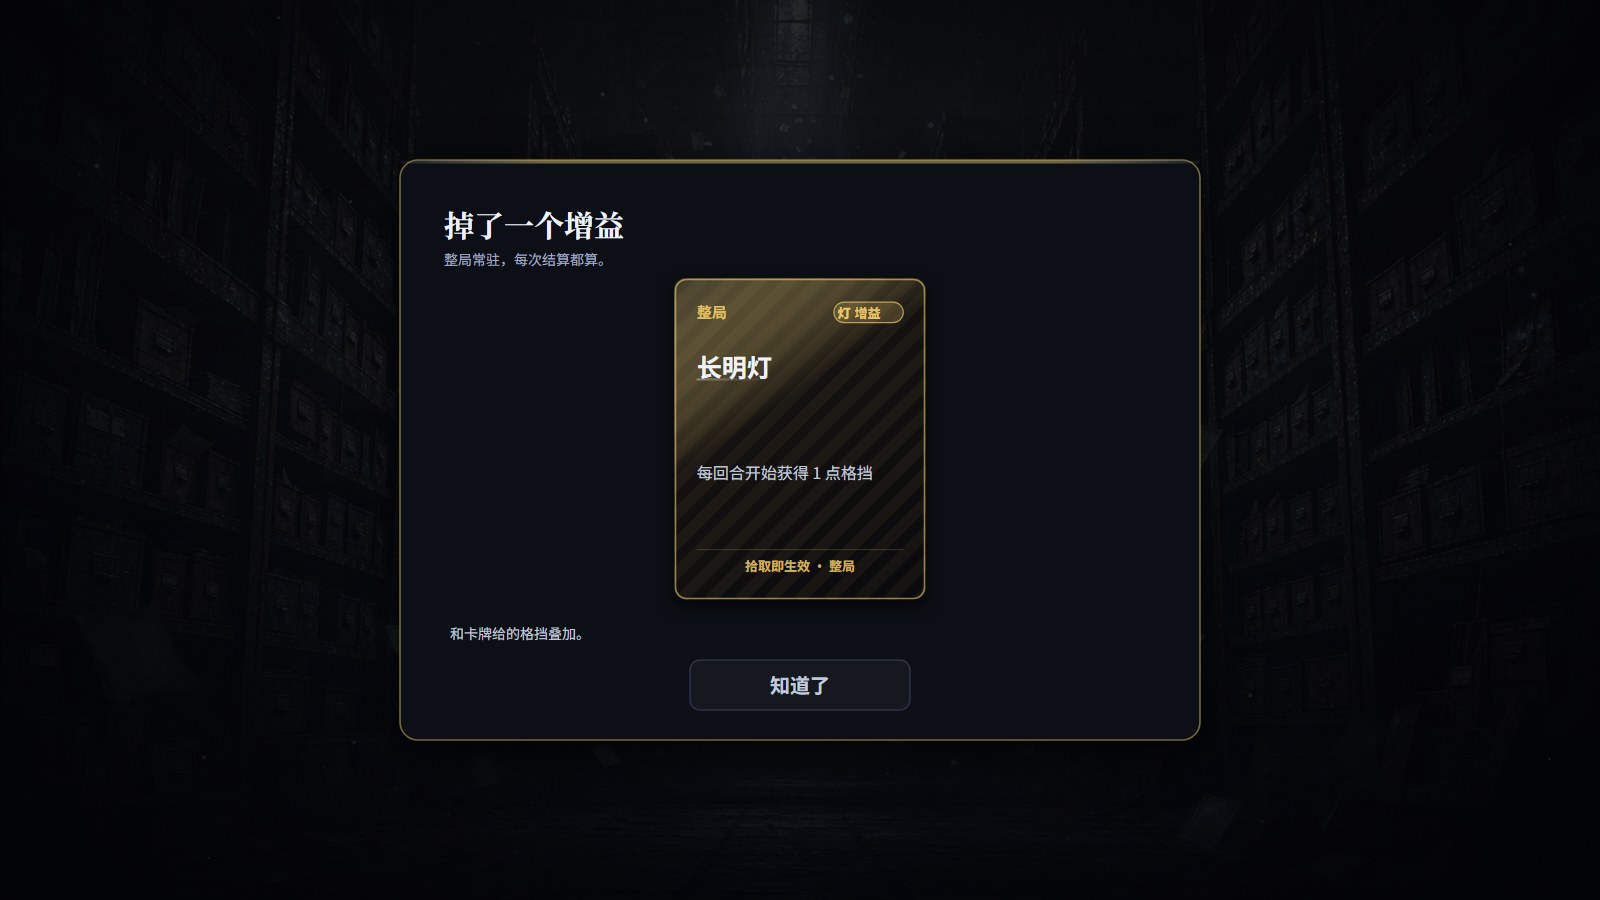 掉了一个增益
整局常驻，每次结算都算。
整局
灯 增益
长明灯
每回合开始获得 1 点格挡
拾取即生效 · 整局
和卡牌给的格挡叠加。
知道了